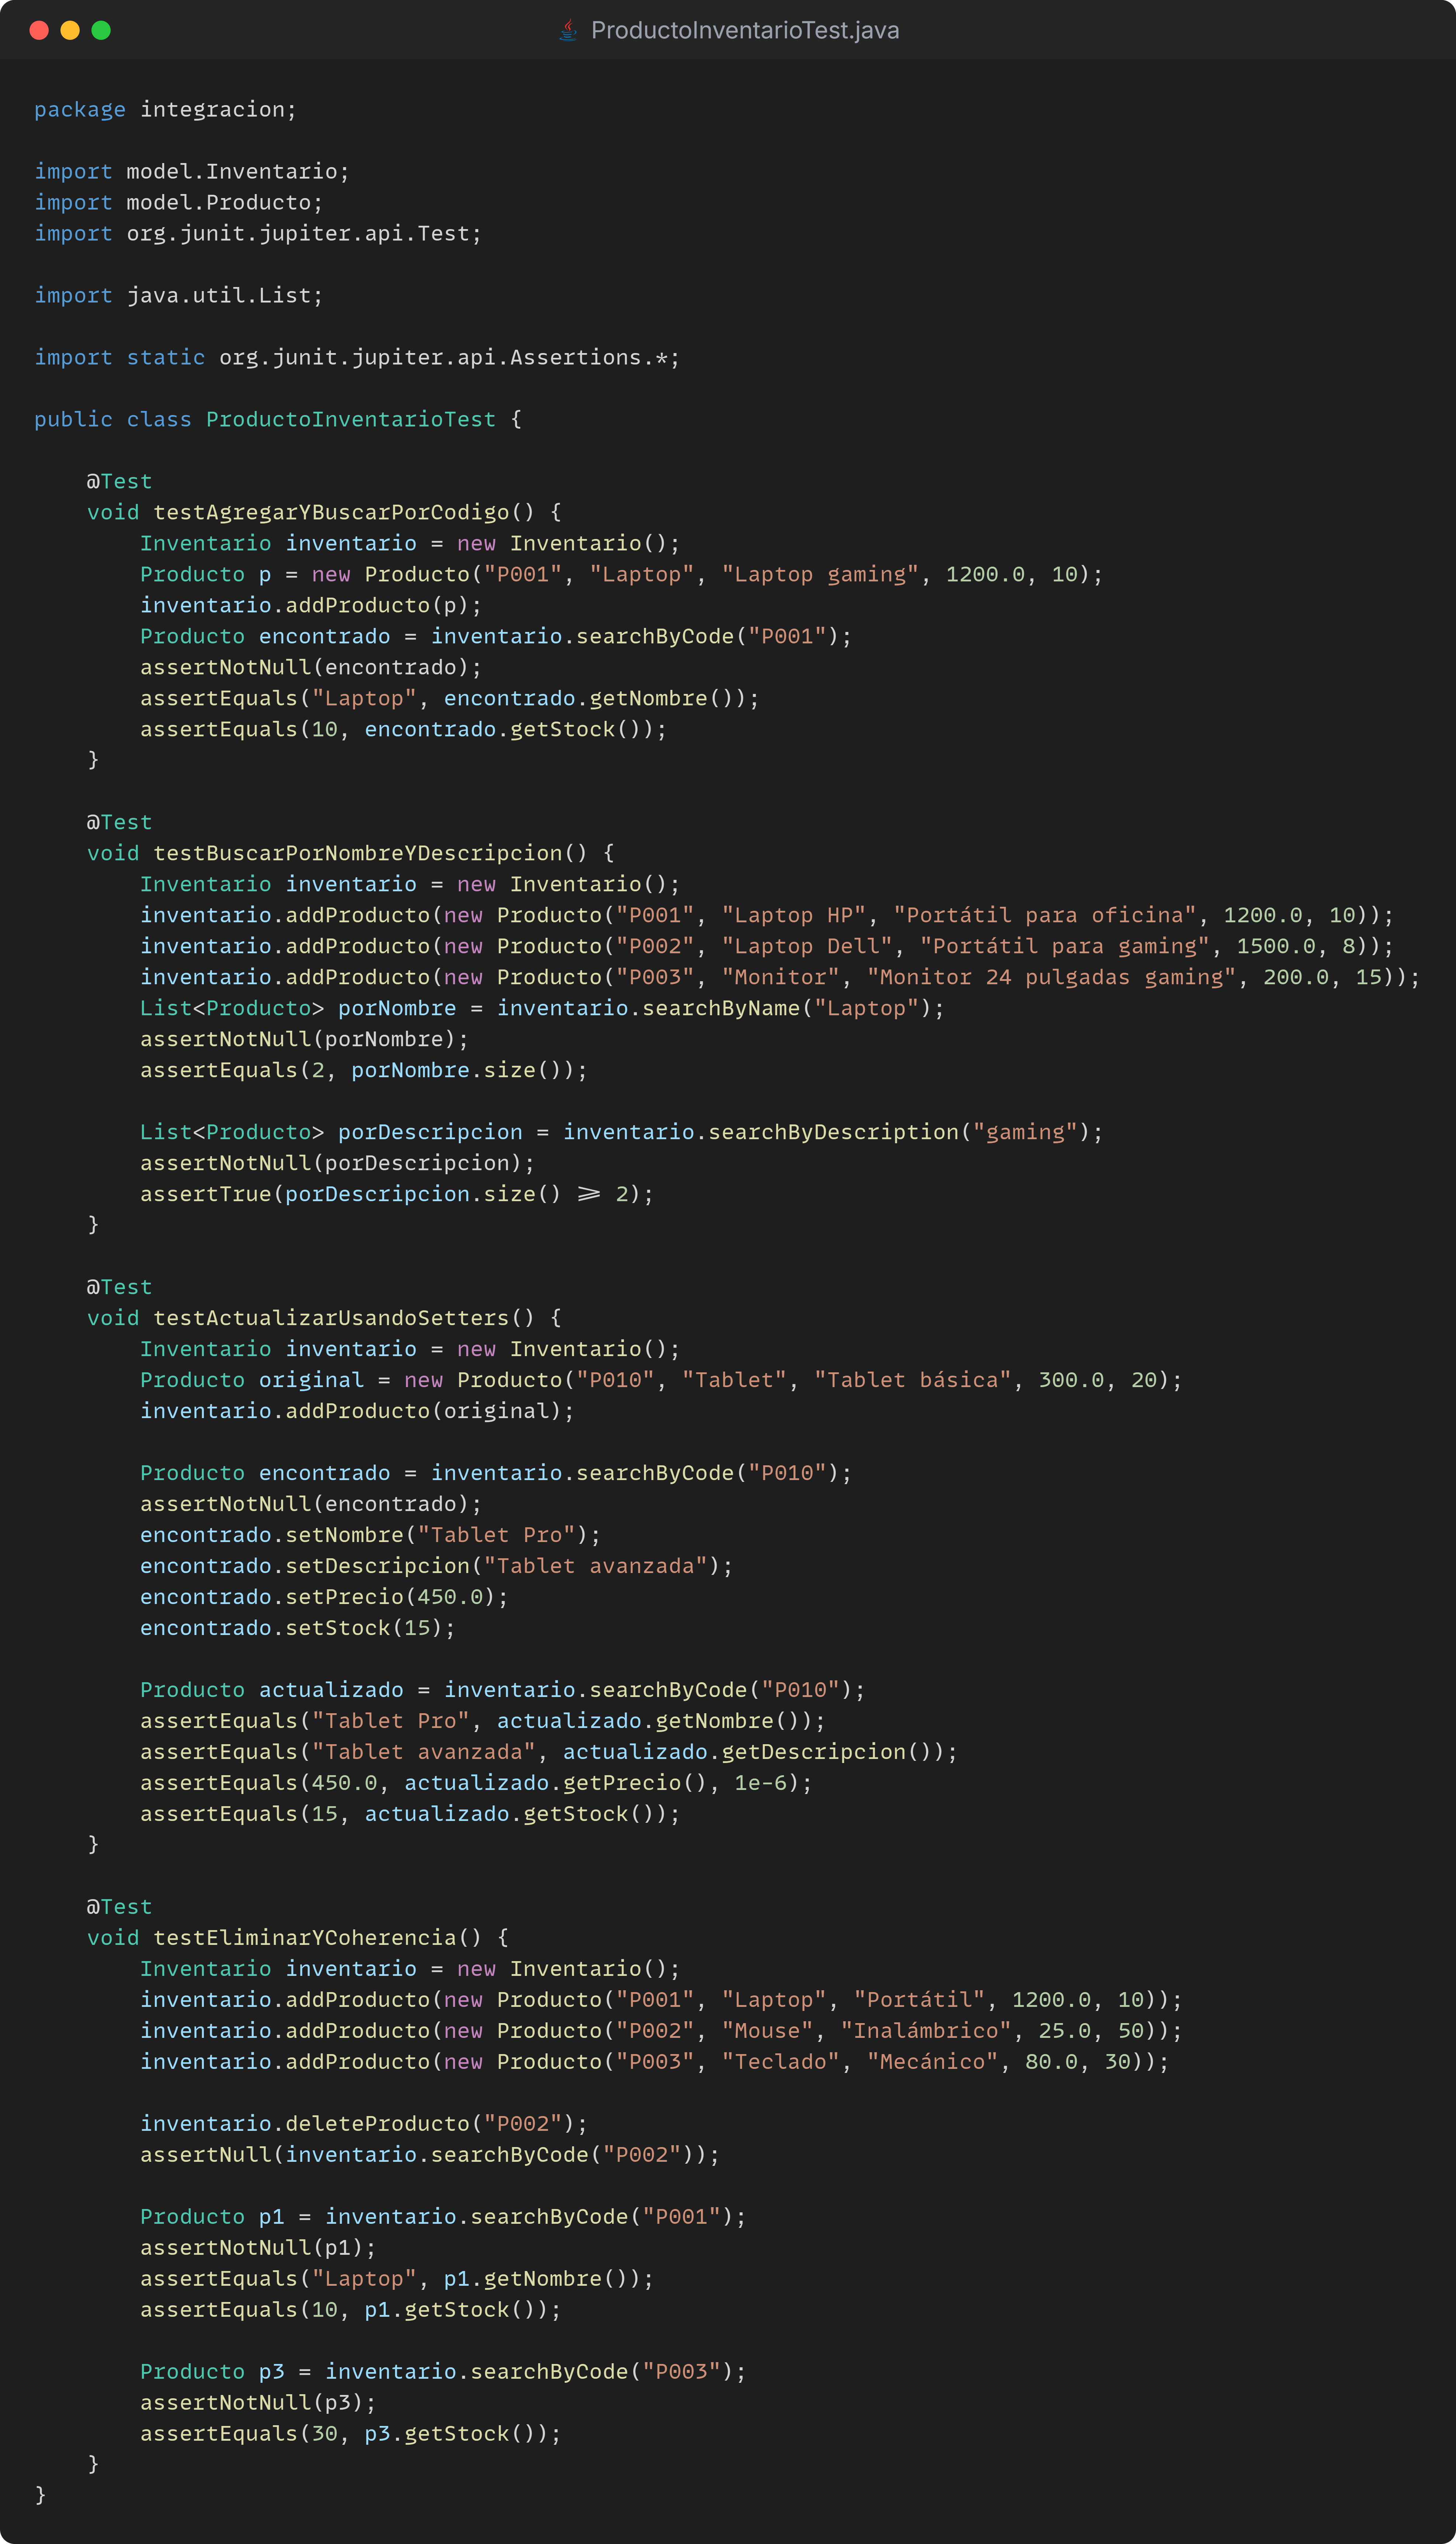 ProductoInventarioTest.java
package integracion;
import model.Inventario;
import model.Producto;
import org.junit.jupiter.api.Test;
import java.util.List;
import static org.junit.jupiter.api.Assertions.*;
public class ProductoInventarioTest {
    @Test
    void testAgregarYBuscarPorCodigo() {
        Inventario inventario = new Inventario();
        Producto p = new Producto("P001", "Laptop", "Laptop gaming", 1200.0, 10);
        inventario.addProducto(p);
        Producto encontrado = inventario.searchByCode("P001");
        assertNotNull(encontrado);
        assertEquals("Laptop", encontrado.getNombre());
        assertEquals(10, encontrado.getStock());
    }
    @Test
    void testBuscarPorNombreYDescripcion() {
        Inventario inventario = new Inventario();
        inventario.addProducto(new Producto("P001", "Laptop HP", "Portátil para oficina", 1200.0, 10));
        inventario.addProducto(new Producto("P002", "Laptop Dell", "Portátil para gaming", 1500.0, 8));
        inventario.addProducto(new Producto("P003", "Monitor", "Monitor 24 pulgadas gaming", 200.0, 15));
        List<Producto> porNombre = inventario.searchByName("Laptop");
        assertNotNull(porNombre);
        assertEquals(2, porNombre.size());
        List<Producto> porDescripcion = inventario.searchByDescription("gaming");
        assertNotNull(porDescripcion);
        assertTrue(porDescripcion.size() >= 2);
    }
    @Test
    void testActualizarUsandoSetters() {
        Inventario inventario = new Inventario();
        Producto original = new Producto("P010", "Tablet", "Tablet básica", 300.0, 20);
        inventario.addProducto(original);
        Producto encontrado = inventario.searchByCode("P010");
        assertNotNull(encontrado);
        encontrado.setNombre("Tablet Pro");
        encontrado.setDescripcion("Tablet avanzada");
        encontrado.setPrecio(450.0);
        encontrado.setStock(15);
        Producto actualizado = inventario.searchByCode("P010");
        assertEquals("Tablet Pro", actualizado.getNombre());
        assertEquals("Tablet avanzada", actualizado.getDescripcion());
        assertEquals(450.0, actualizado.getPrecio(), 1e-6);
        assertEquals(15, actualizado.getStock());
    }
    @Test
    void testEliminarYCoherencia() {
        Inventario inventario = new Inventario();
        inventario.addProducto(new Producto("P001", "Laptop", "Portátil", 1200.0, 10));
        inventario.addProducto(new Producto("P002", "Mouse", "Inalámbrico", 25.0, 50));
        inventario.addProducto(new Producto("P003", "Teclado", "Mecánico", 80.0, 30));
        inventario.deleteProducto("P002");
        assertNull(inventario.searchByCode("P002"));
        Producto p1 = inventario.searchByCode("P001");
        assertNotNull(p1);
        assertEquals("Laptop", p1.getNombre());
        assertEquals(10, p1.getStock());
        Producto p3 = inventario.searchByCode("P003");
        assertNotNull(p3);
        assertEquals(30, p3.getStock());
    }
}